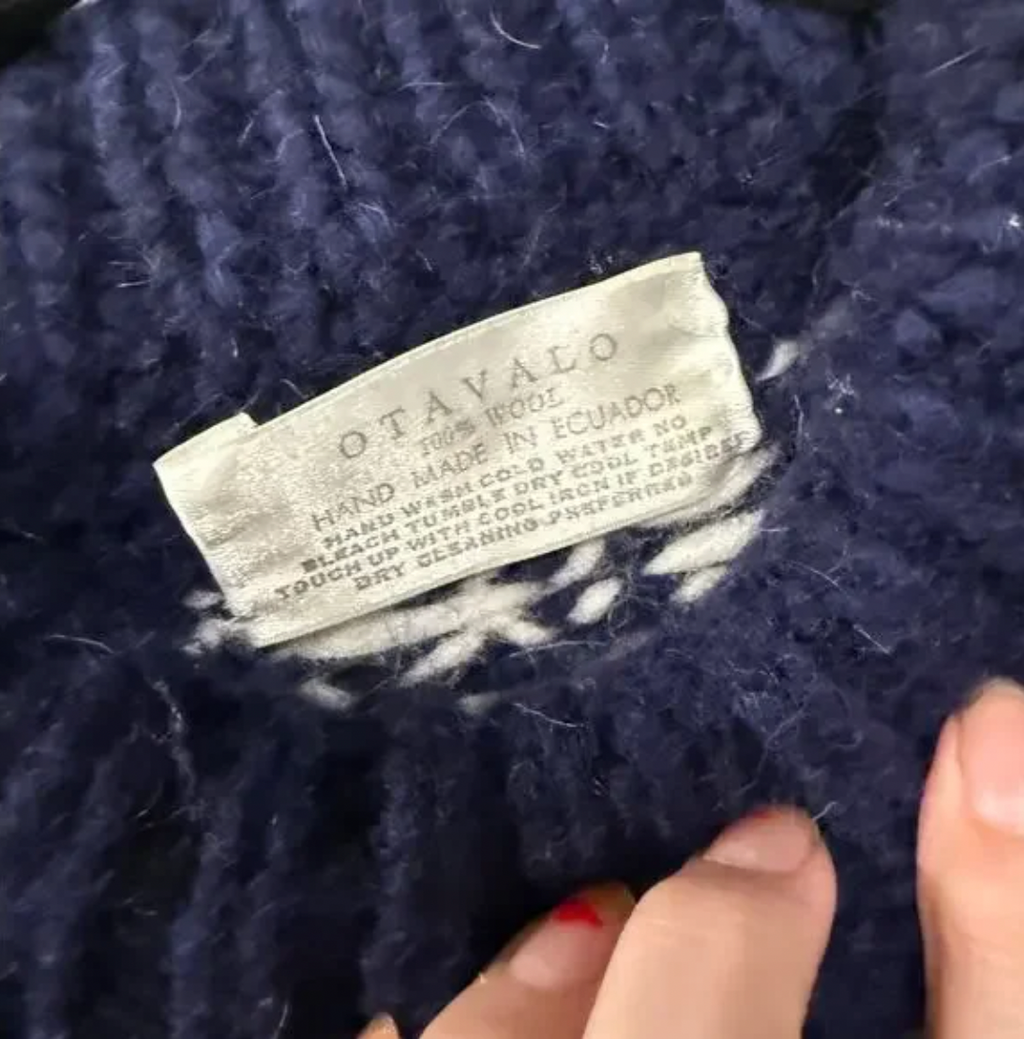 OTAVALO
100% WOOL
HAND MADE IN ECUADOR
HAND WESH COLD WATER NO
BLEACH TUMBLE DRY COOL TEMP
TOUCH UP WITH COOL IRON IF DESIRED
DRY CLEANING PREFERRED